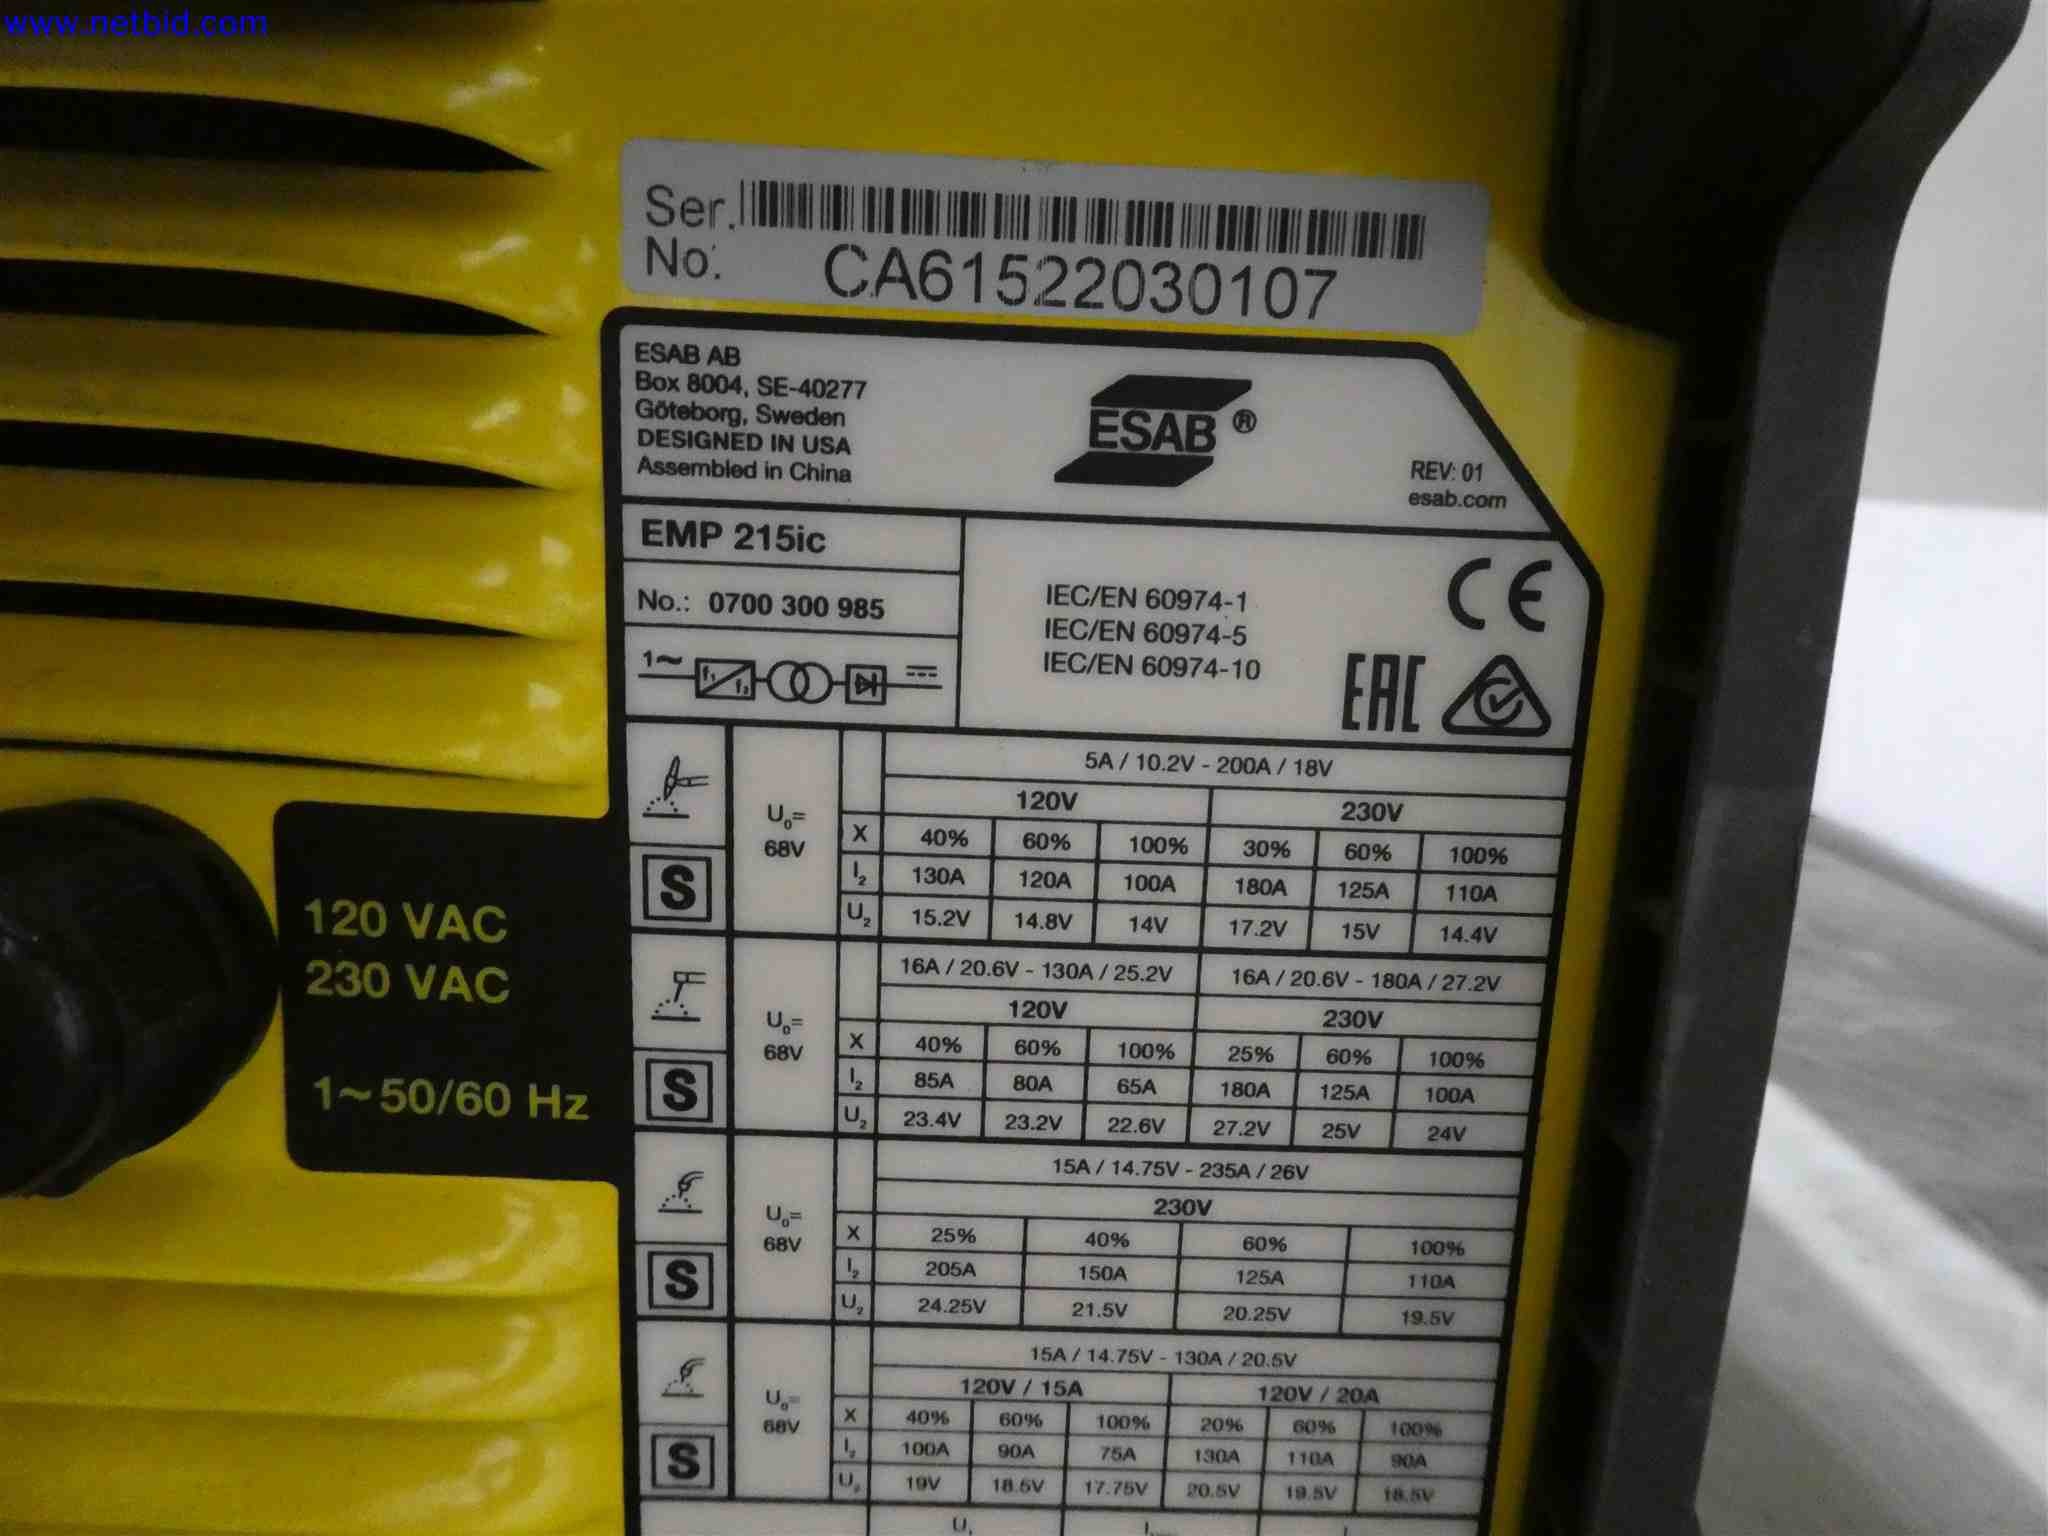 www.netbid.com
Ser.
No:
CA61522030107
ESAB AB
Box 8004, SE-40277
Göteborg, Sweden
DESIGNED IN USA
Assembled in China
ESAB ®
REV: 01
esab.com
EMP 215ic
No.: 0700 300 985
1~ f₁ f₂
IEC/EN 60974-1
IEC/EN 60974-5
IEC/EN 60974-10
CE
EAC
5A / 10.2V - 200A / 18V
120V 230V
U₀= 68V
X 40% 60% 100% 30% 60% 100%
I₂ 130A 120A 100A 180A 125A 110A
U₂ 15.2V 14.8V 14V 17.2V 15V 14.4V
S
16A / 20.6V - 130A / 25.2V 16A / 20.6V - 180A / 27.2V
120V 230V
U₀= 68V
X 40% 60% 100% 25% 60% 100%
I₂ 85A 80A 65A 180A 125A 100A
U₂ 23.4V 23.2V 22.6V 27.2V 25V 24V
S
15A / 14.75V - 235A / 26V
230V
U₀= 68V
X 25% 40% 60% 100%
I₂ 205A 150A 125A 110A
U₂ 24.25V 21.5V 20.25V 19.5V
S
15A / 14.75V - 130A / 20.5V
120V / 15A 120V / 20A
U₀= 68V
X 40% 60% 100% 20% 60% 100%
I₂ 100A 90A 75A 130A 110A 90A
U₂ 19V 18.5V 17.75V 20.5V 19.5V 18.5V
S
U₁
120 VAC
230 VAC
1~50/60 Hz